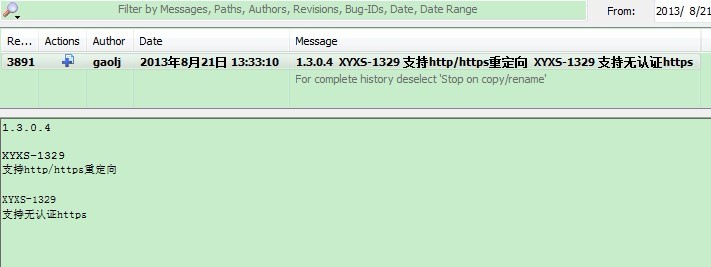 Filter by Messages, Paths, Authors, Revisions, Bug-IDs, Date, Date Range From: 2013/ 8/21
Re... Actions Author Date Message
3891 gaolj 2013年8月21日 13:33:10 1.3.0.4 XYXS-1329 支持http/https重定向 XYXS-1329 支持无认证https
For complete history deselect 'Stop on copy/rename'
1.3.0.4
XYXS-1329
支持http/https重定向
XYXS-1329
支持无认证https